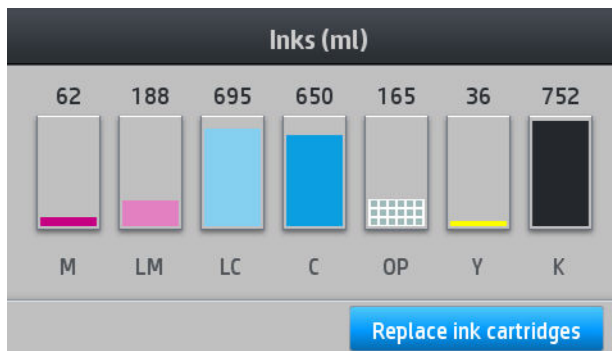 Inks (ml)
62 188 695 650 165 36 752
M LM LC C OP Y K
Replace ink cartridges